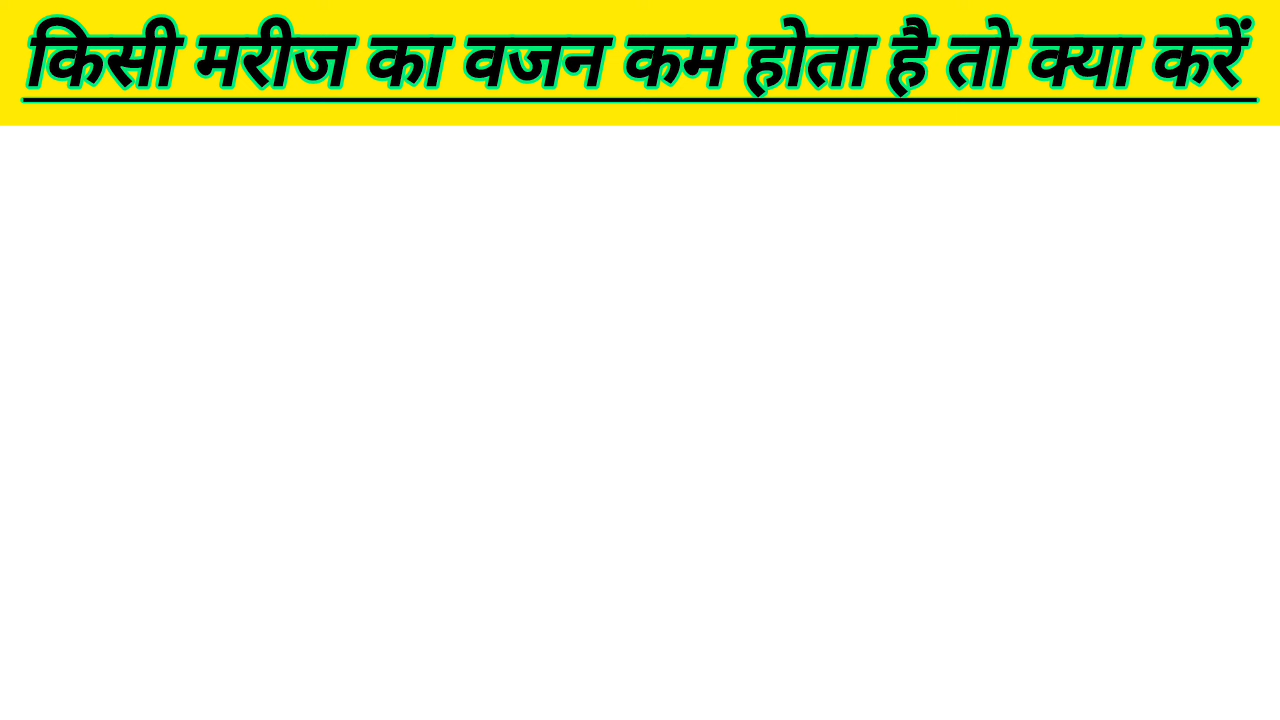 किसी मरीज का वजन कम होता है तो क्या करें